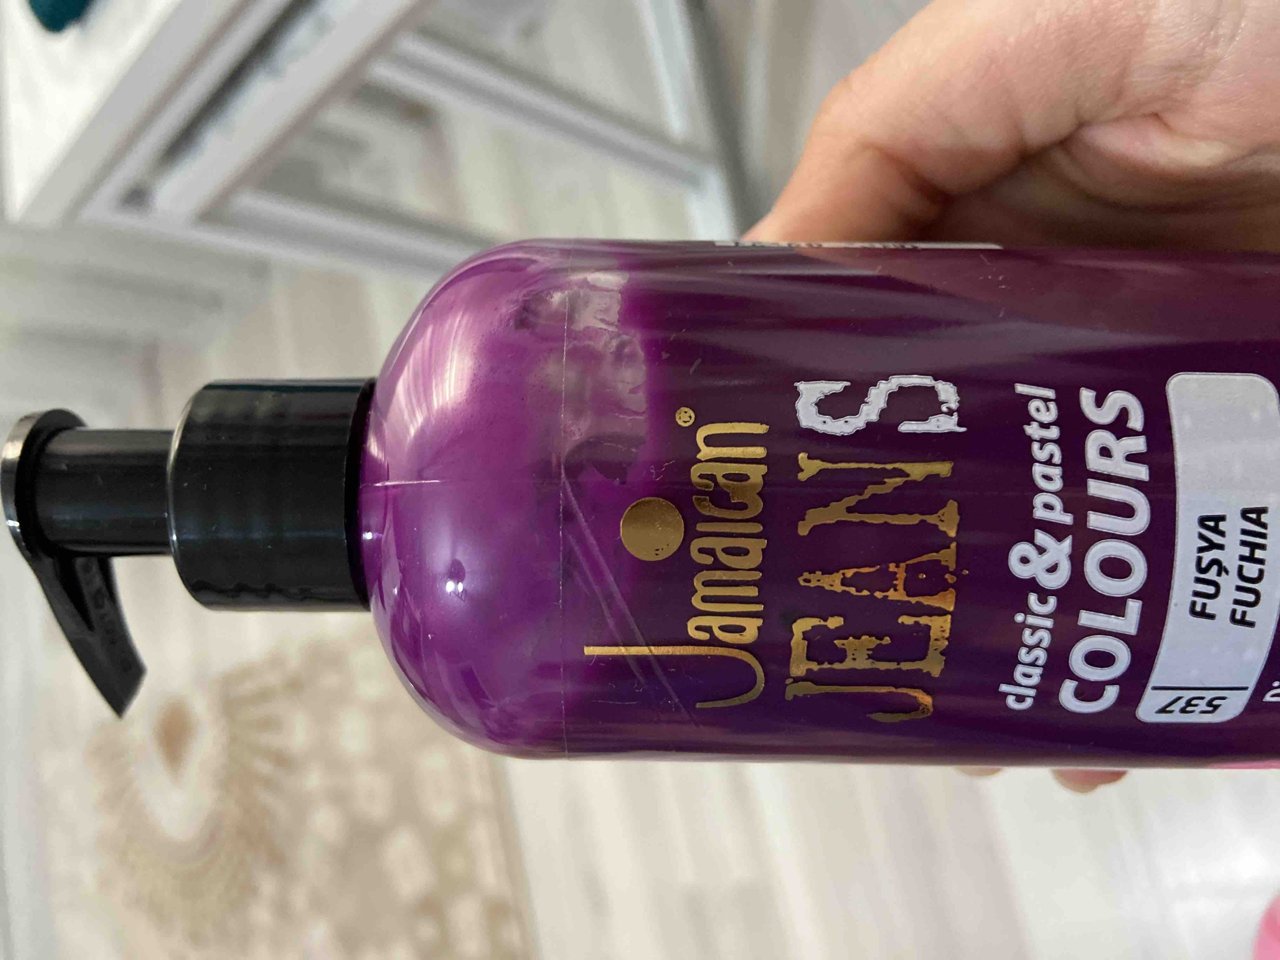 Jamaican®
JEANS
classic & pastel
COLOURS
537
FUŞYA
FUCHIA